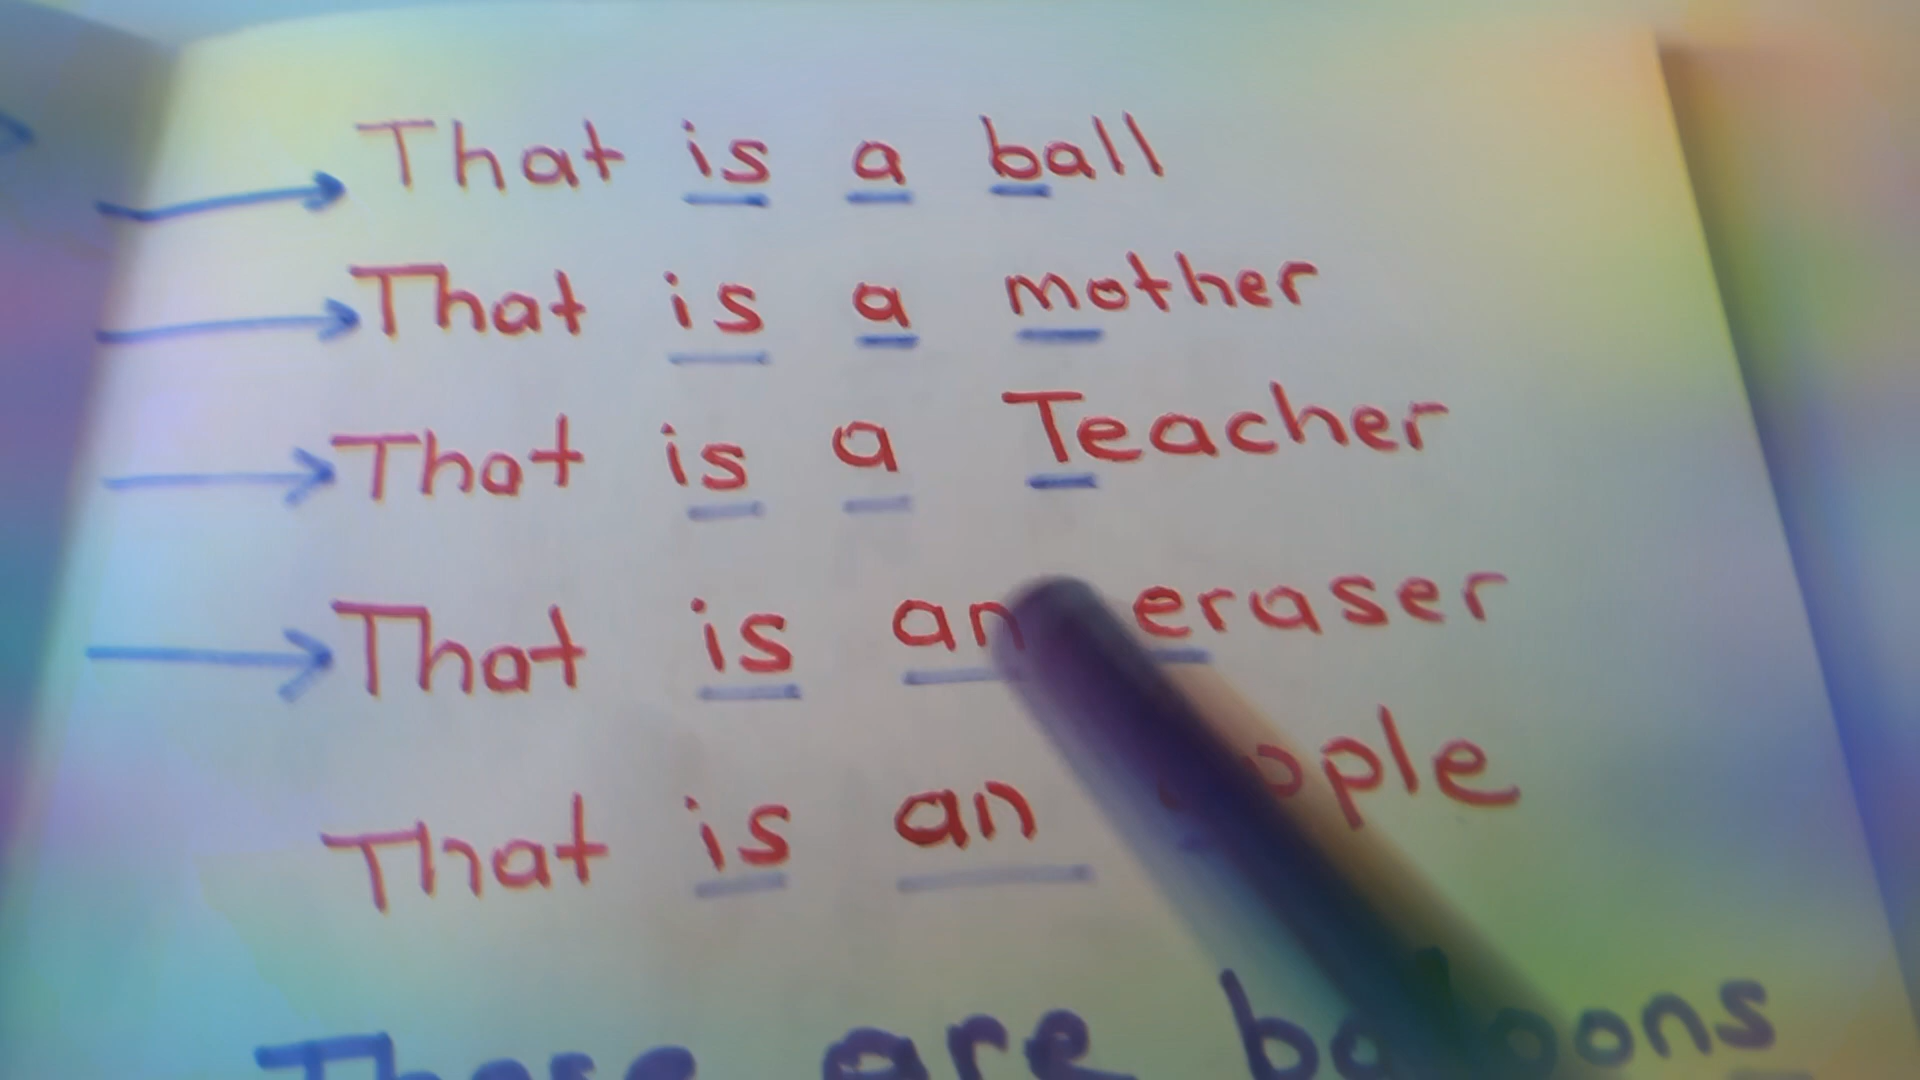 That is a ball
That is a mother
That is a Teacher
That is an eraser
That is an
are